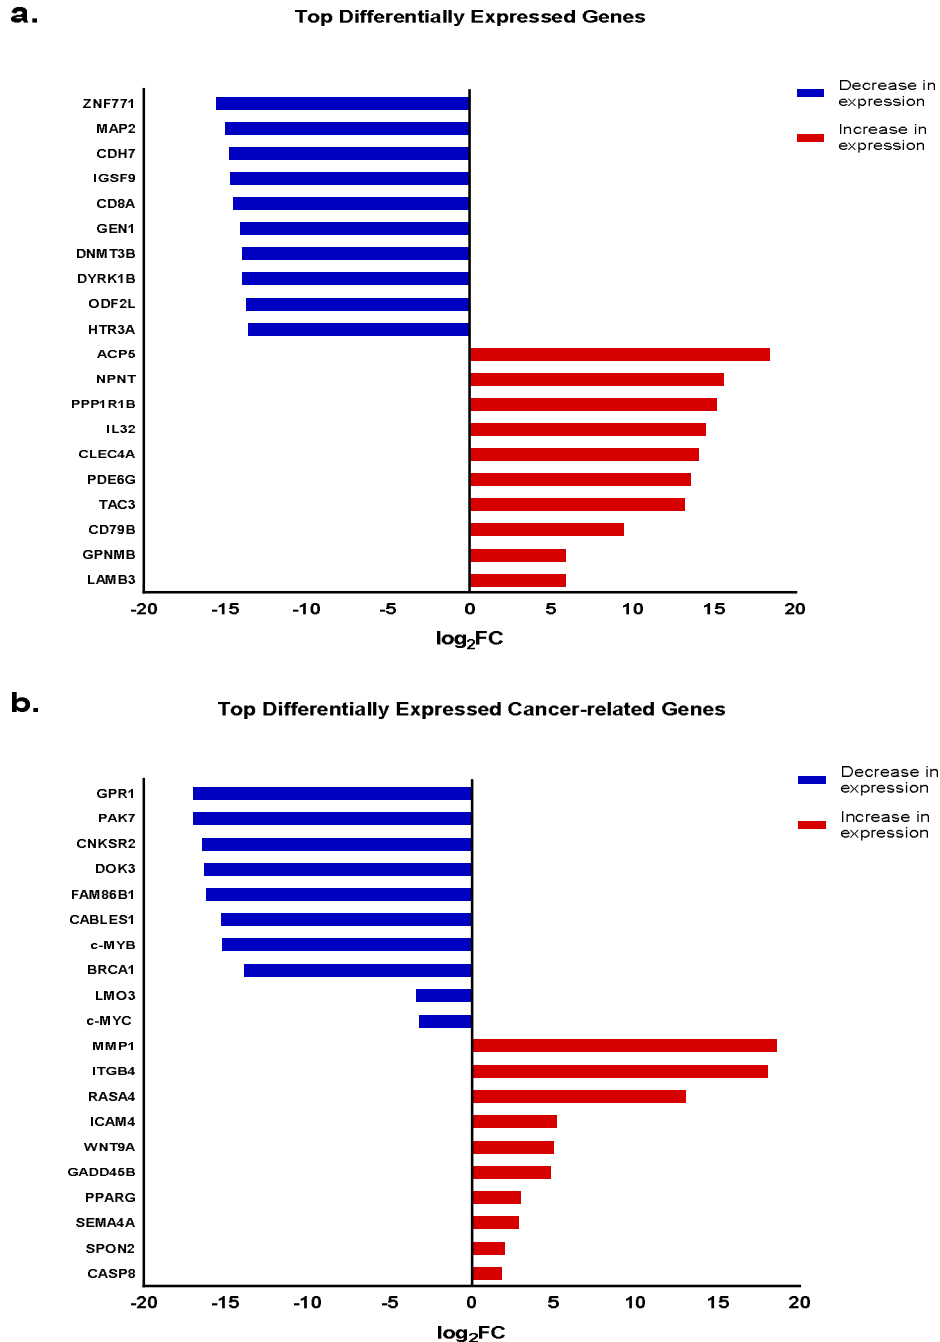 a.
Top Differentially Expressed Genes
Decrease in
expression
Increase in
expression
ZNF771
MAP2
CDH7
IGSF9
CD8A
GEN1
DNMT3B
DYRK1B
ODF2L
HTR3A
ACP5
NPNT
PPP1R1B
IL32
CLEC4A
PDE6G
TAC3
CD79B
GPNMB
LAMB3
-20 -15 -10 -5 0 5 10 15 20
log₂FC
b.
Top Differentially Expressed Cancer-related Genes
Decrease in
expression
Increase in
expression
GPR1
PAK7
CNKSR2
DOK3
FAM86B1
CABLES1
c-MYB
BRCA1
LMO3
c-MYC
MMP1
ITGB4
RASA4
ICAM4
WNT9A
GADD45B
PPARG
SEMA4A
SPON2
CASP8
-20 -15 -10 -5 0 5 10 15 20
log₂FC